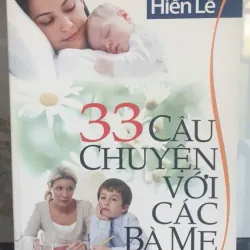 Hiến Lê
33 CÂU
CHUYỆN
VỚI
CÁC
BÀ MẸ